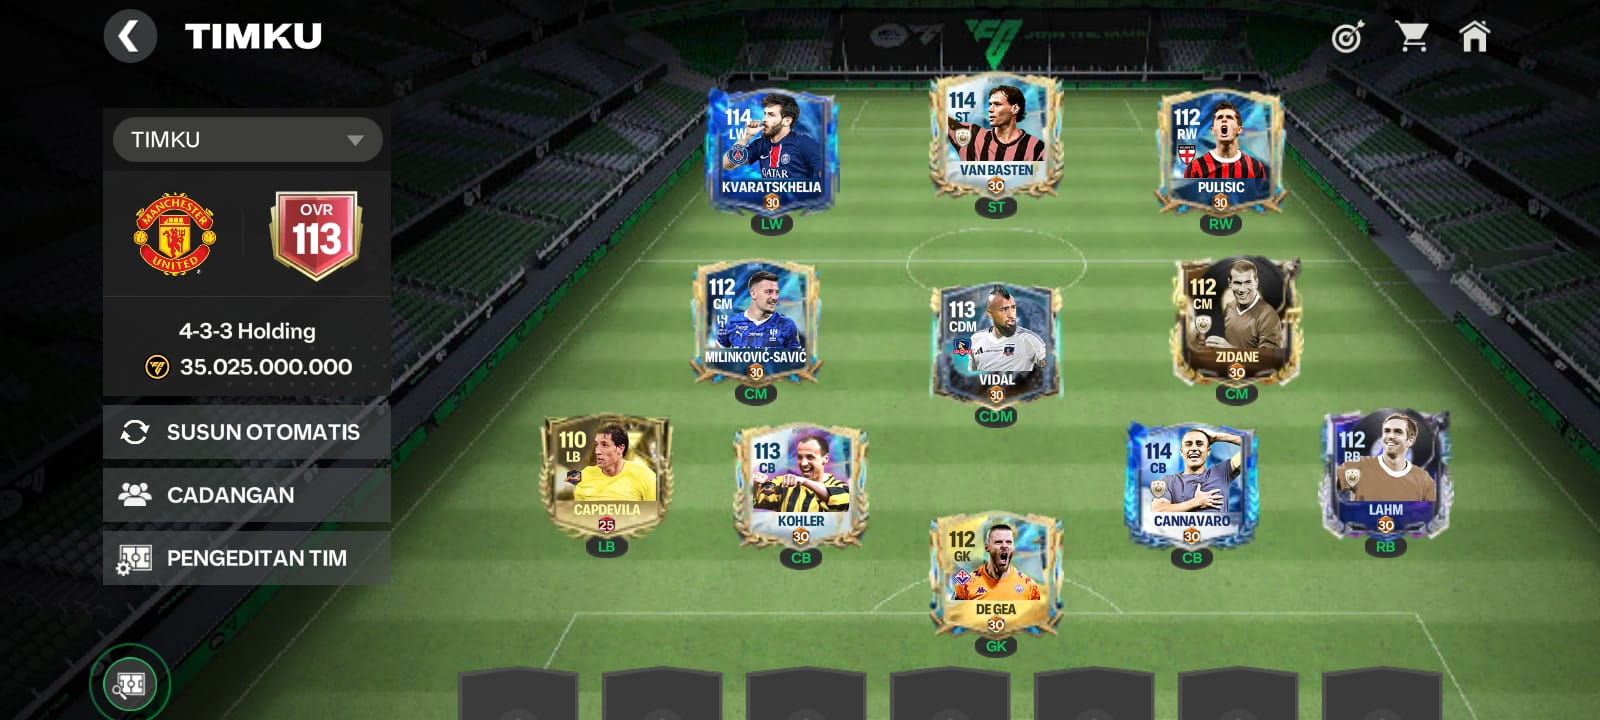 TIMKU
TIMKU
MANCHESTER
UNITED
OVR
113
4-3-3 Holding
35.025.000.000
SUSUN OTOMATIS
CADANGAN
PENGEDITAN TIM
114
LW
QATAR
KVARATSKHELIA
30
LW
114
ST
VAN BASTEN
30
ST
112
RW
PULISIC
30
RW
112
CM
MILINKOVIĆ-SAVIĆ
30
CM
113
CDM
VIDAL
30
CDM
112
CM
ZIDANE
30
CM
110
LB
CAPDEVILA
25
LB
113
CB
KOHLER
30
CB
114
CB
CANNAVARO
30
CB
112
RB
LAHM
30
RB
112
GK
DE GEA
30
GK